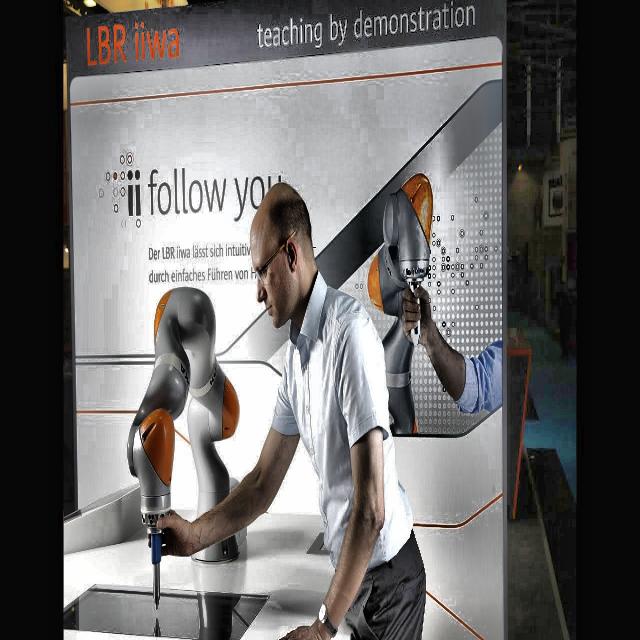 LBR iiwa
teaching by demonstration
ii follow you
Der LBR iiwa lässt sich intuitiv
durch einfaches Führen von